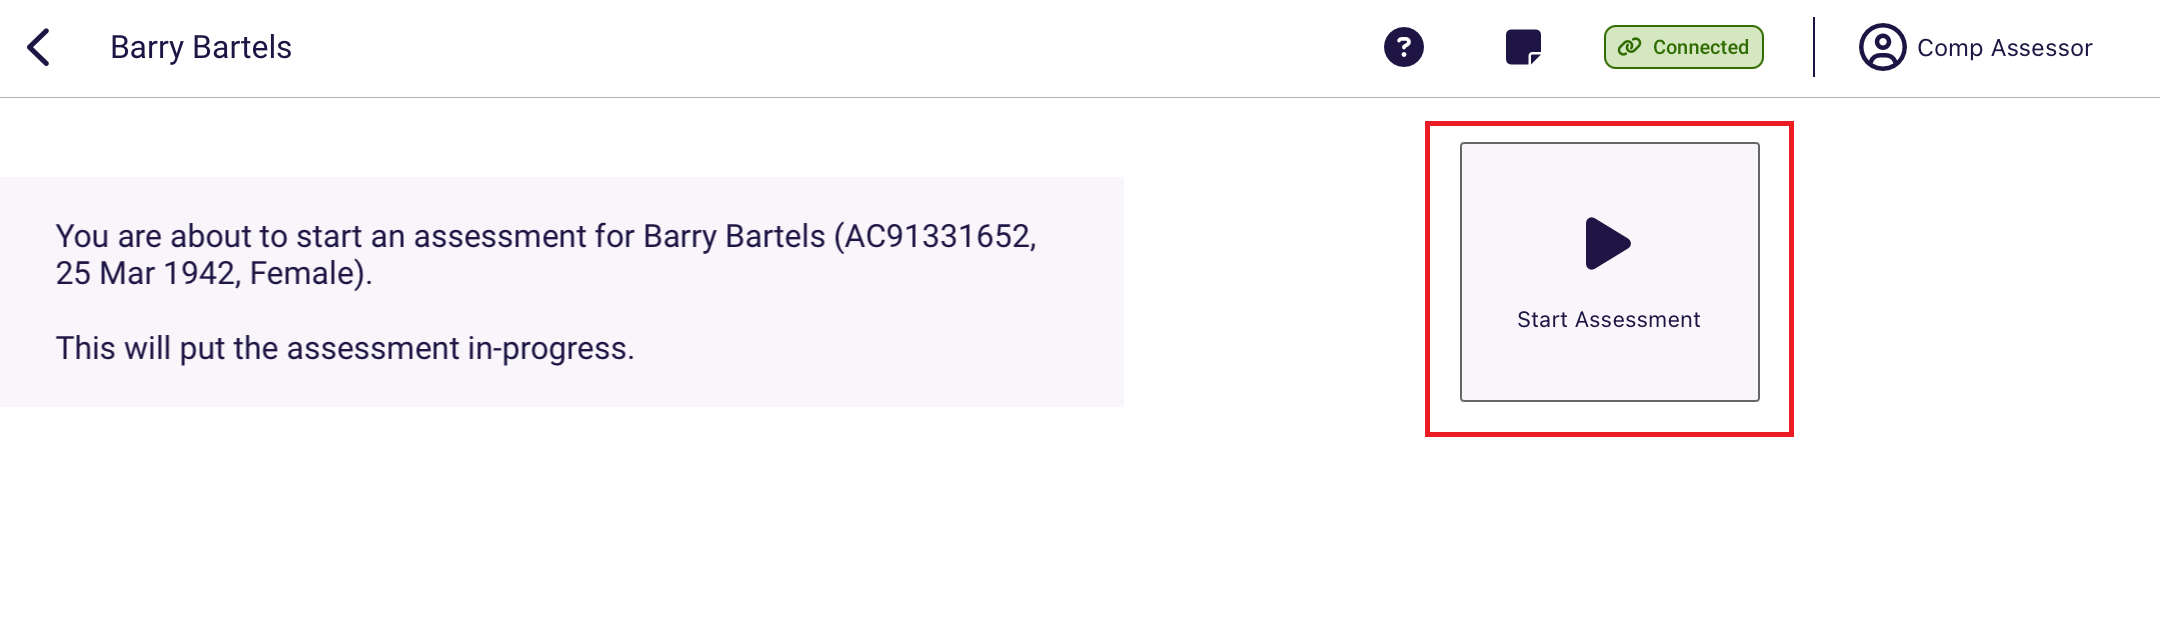 Barry Bartels
?
Connected
Comp Assessor
You are about to start an assessment for Barry Bartels (AC91331652,
25 Mar 1942, Female).
This will put the assessment in-progress.
Start Assessment